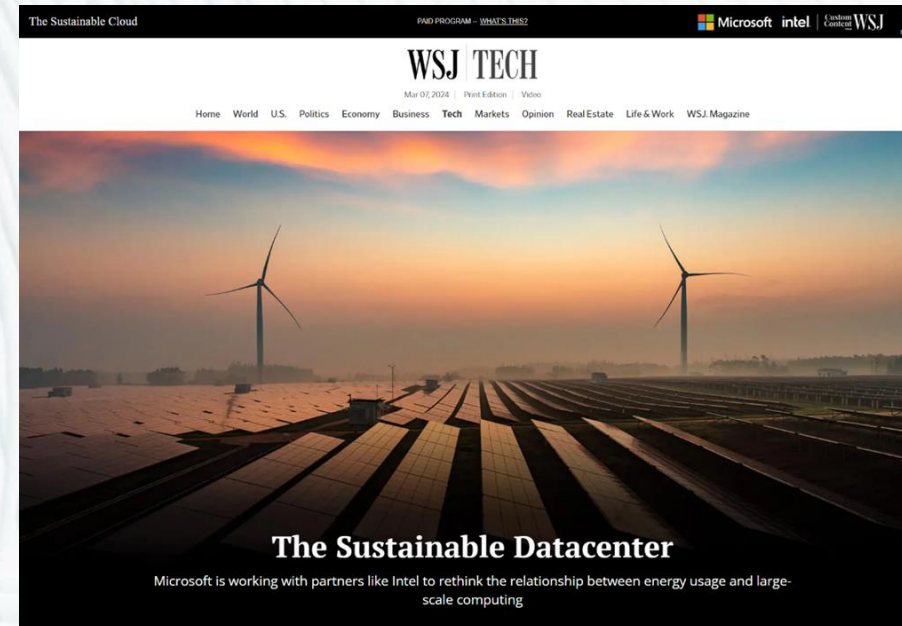 The Sustainable Cloud
PAID PROGRAM – WHAT'S THIS?
Microsoft intel. Custom Content WSJ
WSJ TECH
Mar 07, 2024 Print Edition Video
Home World U.S. Politics Economy Business Tech Markets Opinion Real Estate Life & Work WSJ. Magazine
The Sustainable Datacenter
Microsoft is working with partners like Intel to rethink the relationship between energy usage and large-
scale computing